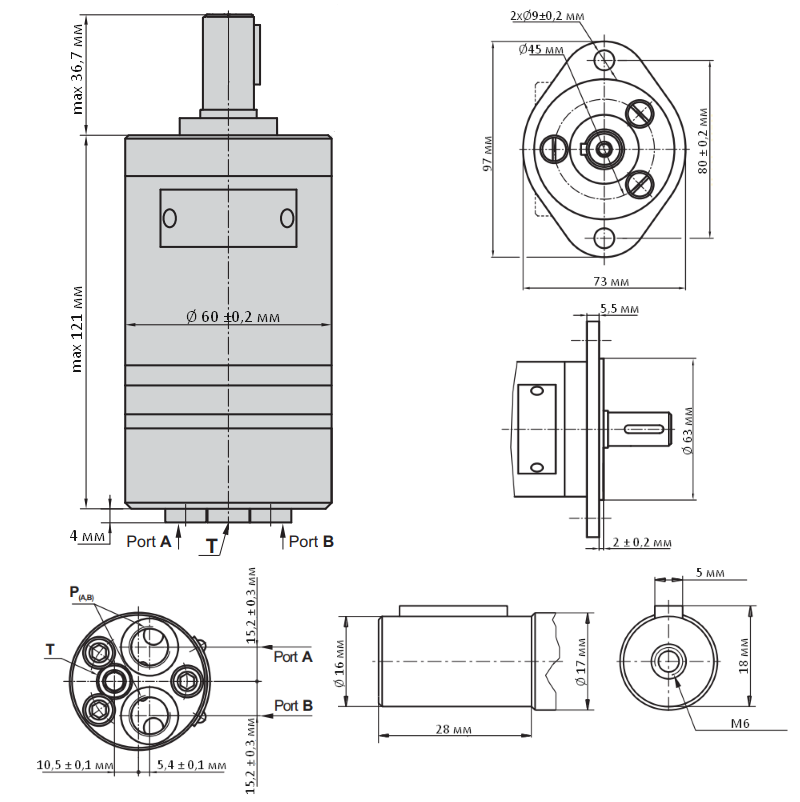 max 36,7 мм
max 121 мм
Ø 60 ±0,2 мм
4 мм
Port A
T
Port B
2xØ9±0,2 мм
Ø45 мм
97 мм
80 ± 0,2 мм
73 мм
5,5 мм
Ø 63 мм
2 ± 0,2 мм
P(A,B)
T
15,2 ± 0,3 мм
Port A
Port B
15,2 ± 0,3 мм
10,5 ± 0,1 мм
5,4 ± 0,1 мм
Ø 16 мм
28 мм
Ø 17 мм
5 мм
18 мм
M6